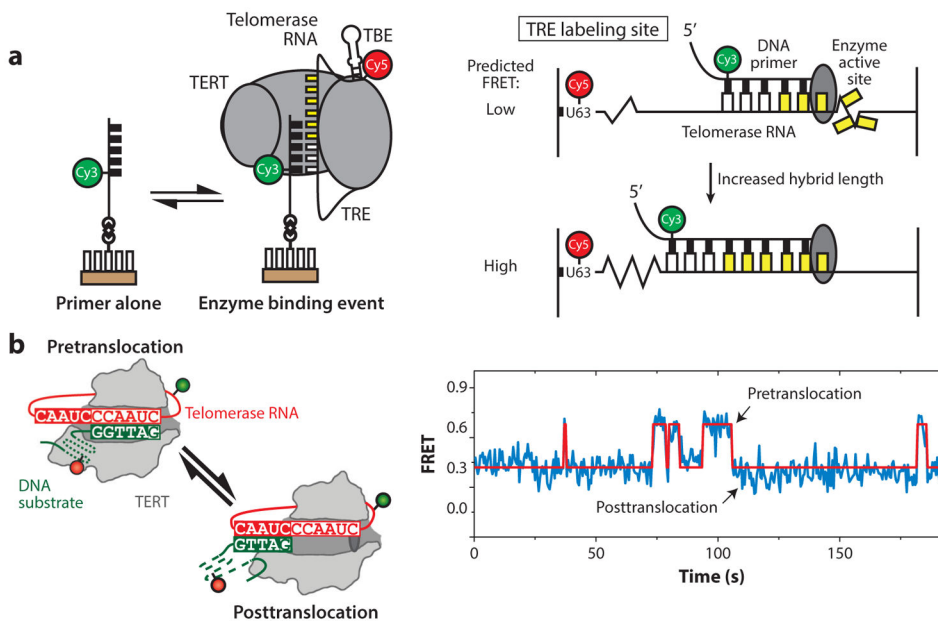 a
Telomerase
RNA
TBE
Cy5
TERT
Cy3
TRE
Primer alone
Enzyme binding event
TRE labeling site
Predicted
FRET:
Low
Cy5
U63
5′
Cy3
DNA
primer
Enzyme
active
site
Telomerase RNA
Increased hybrid length
High
Cy5
U63
5′
Cy3
b
Pretranslocation
CAAUCCCAAUC
Telomerase RNA
GGTTAG
DNA
substrate
TERT
CAAUCCCAAUC
GTTAG
Posttranslocation
FRET
0.9
0.6
0.3
0.0
Pretranslocation
Posttranslocation
0
50
75
100
150
Time (s)